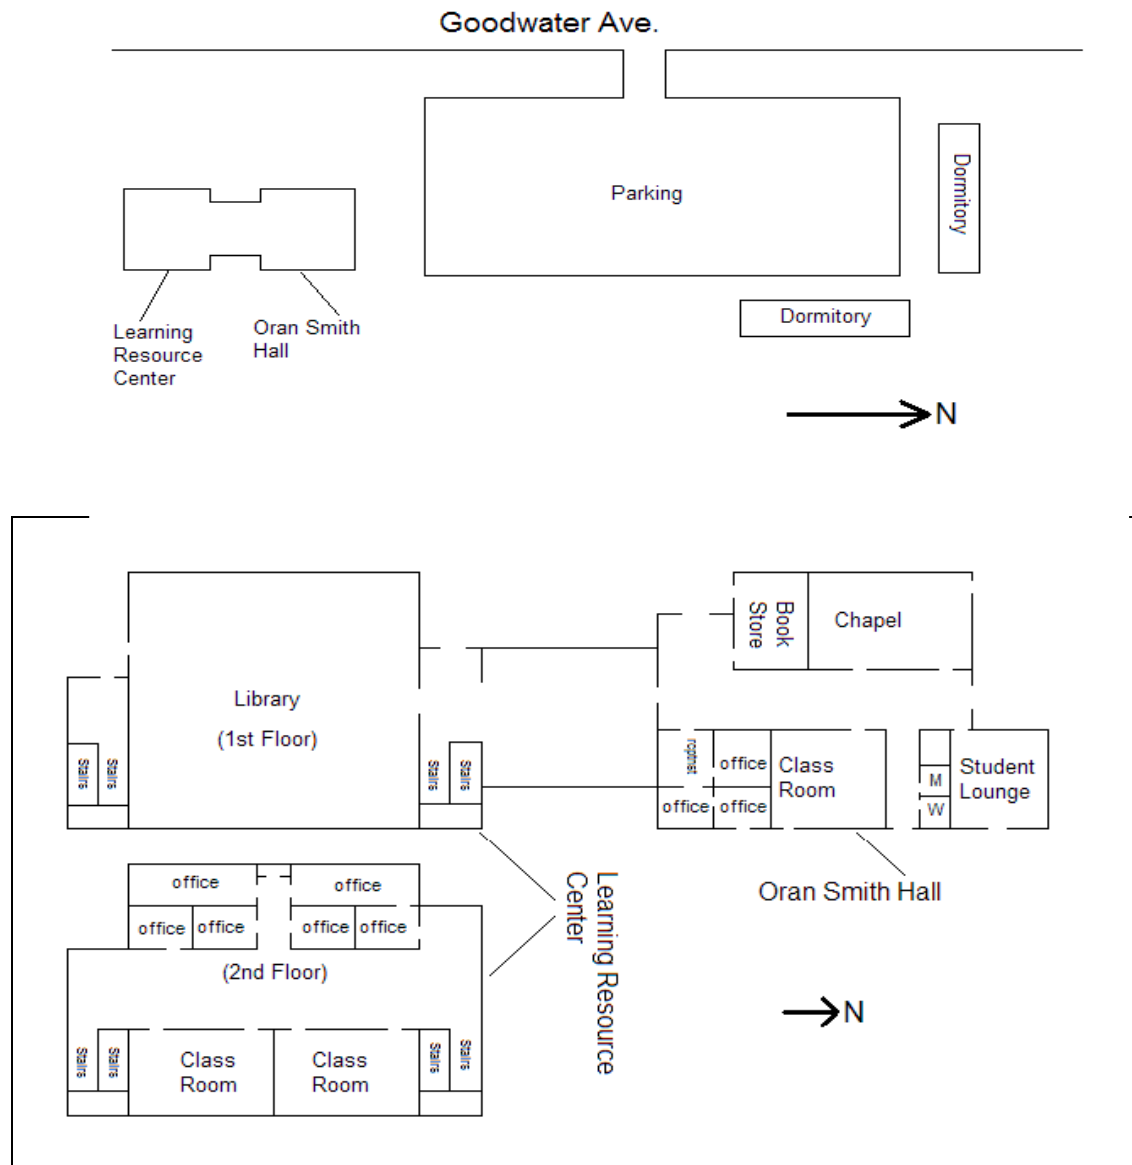 Goodwater Ave.
Parking
Dormitory
Dormitory
Learning
Resource
Center
Oran Smith
Hall
N
Book
Store
Chapel
Library
(1st Floor)
Stairs
Stairs
Stairs
Stairs
rcptnst
office
office
office
Class
Room
M
W
Student
Lounge
Oran Smith Hall
Learning Resource
Center
office
office
office
office
office
office
(2nd Floor)
Stairs
Stairs
Class
Room
Class
Room
Stairs
Stairs
N